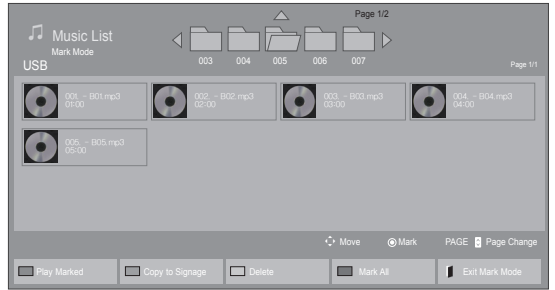 Page 1/2
Music List
Mark Mode
USB
003 004 005 006 007
Page 1/1
001. - B01.mp3
01:00
002. - B02.mp3
02:00
003. - B03.mp3
03:00
004. - B04.mp3
04:00
005. - B05.mp3
05:00
Move Mark PAGE Page Change
Play Marked Copy to Signage Delete Mark All Exit Mark Mode